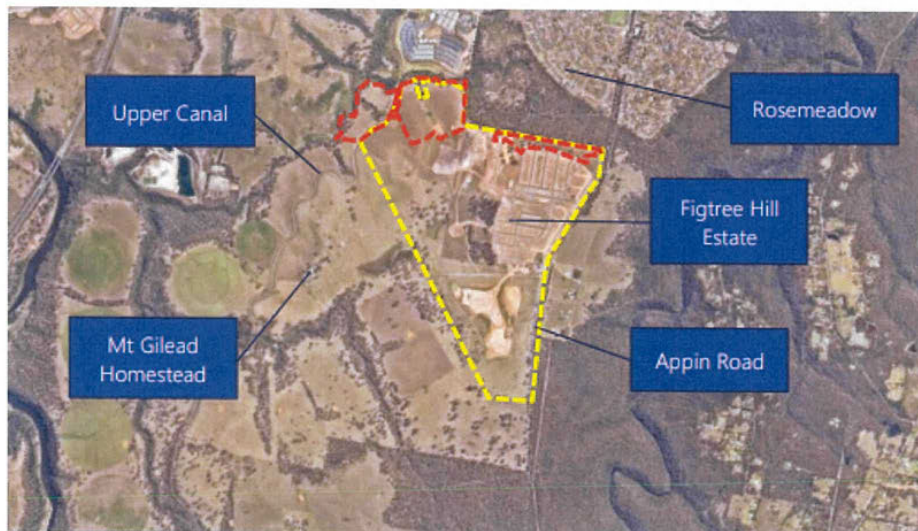 Upper Canal
Rosemeadow
Figtree Hill
Estate
Mt Gilead
Homestead
Appin Road